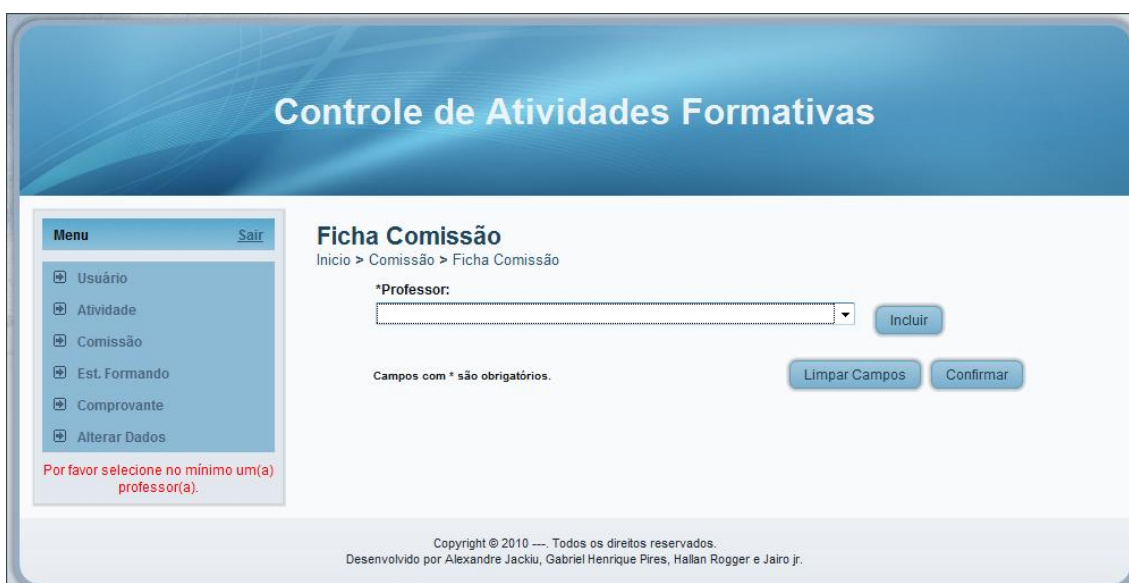 Controle de Atividades Formativas
Menu Sair
Usuário
Atividade
Comissão
Est. Formando
Comprovante
Alterar Dados
Por favor selecione no mínimo um(a)
professor(a).
Ficha Comissão
Inicio > Comissão > Ficha Comissão
*Professor:
Incluir
Campos com * são obrigatórios.
Limpar Campos Confirmar
Copyright © 2010 ---. Todos os direitos reservados.
Desenvolvido por Alexandre Jackiu, Gabriel Henrique Pires, Hallan Rogger e Jairo jr.